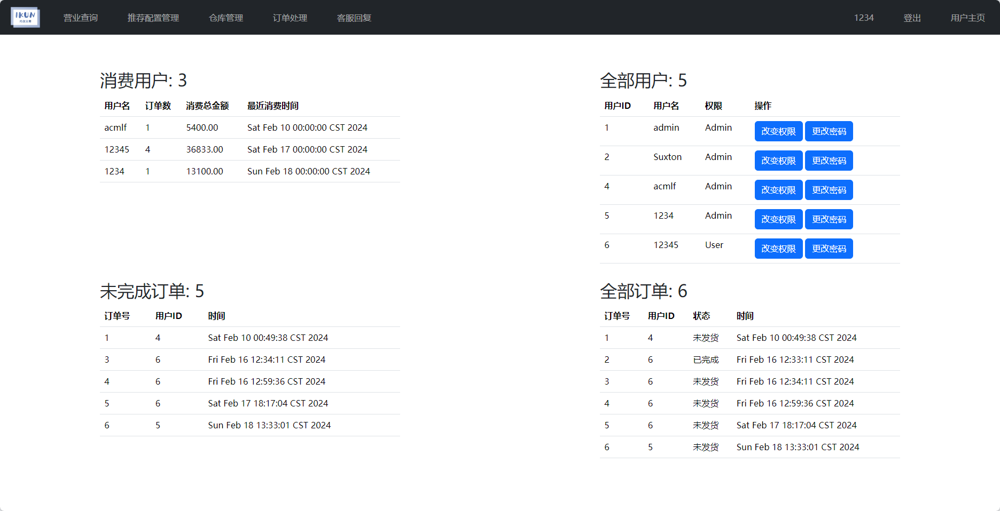 IKUN
营业查询 推荐配置管理 仓库管理 订单处理 客服回复 1234 登出 用户主页
消费用户: 3
用户名 订单数 消费总金额 最近消费时间
acmlf 1 5400.00 Sat Feb 10 00:00:00 CST 2024
12345 4 36833.00 Sat Feb 17 00:00:00 CST 2024
1234 1 13100.00 Sun Feb 18 00:00:00 CST 2024
全部用户: 5
用户ID 用户名 权限 操作
1 admin Admin 改变权限 更改密码
2 Suxton Admin 改变权限 更改密码
4 acmlf Admin 改变权限 更改密码
5 1234 Admin 改变权限 更改密码
6 12345 User 改变权限 更改密码
未完成订单: 5
订单号 用户ID 时间
1 4 Sat Feb 10 00:49:38 CST 2024
3 6 Fri Feb 16 12:34:11 CST 2024
4 6 Fri Feb 16 12:59:36 CST 2024
5 6 Sat Feb 17 18:17:04 CST 2024
6 5 Sun Feb 18 13:33:01 CST 2024
全部订单: 6
订单号 用户ID 状态 时间
1 4 未发货 Sat Feb 10 00:49:38 CST 2024
2 6 已完成 Fri Feb 16 12:33:11 CST 2024
3 6 未发货 Fri Feb 16 12:34:11 CST 2024
4 6 未发货 Fri Feb 16 12:59:36 CST 2024
5 6 未发货 Sat Feb 17 18:17:04 CST 2024
6 5 未发货 Sun Feb 18 13:33:01 CST 2024